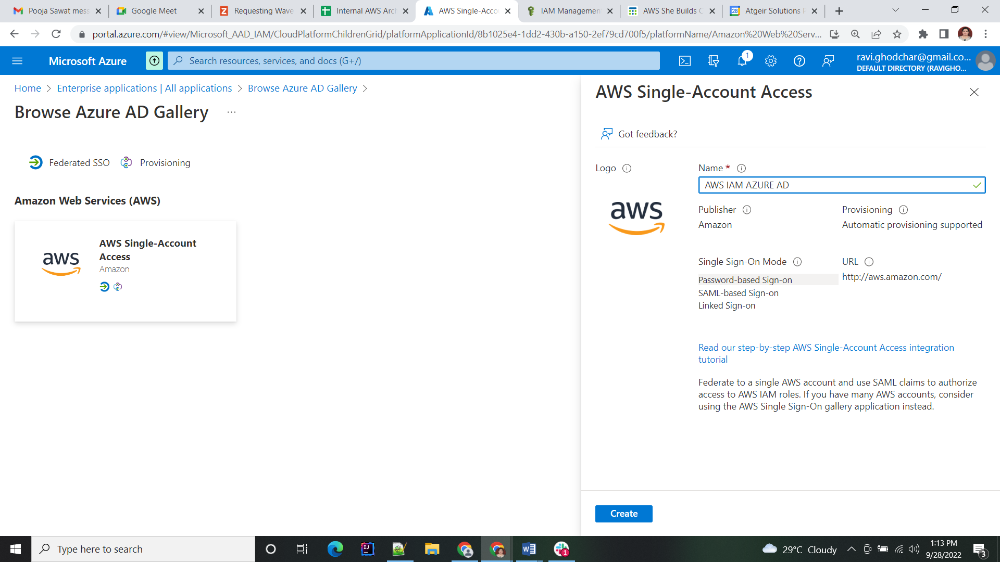 Pooja Sawat mess
Google Meet
Requesting Wave
Internal AWS Arch
AWS Single-Acco
IAM Management
AWS She Builds C
28
Atgeir Solutions
portal.azure.com/#view/Microsoft_AAD_IAM/CloudPlatformChildrenGrid/platformApplicationId/8b1025e4-1dd2-430b-a150-2ef79cd700f5/platformName/Amazon%20Web%20Serv...
Microsoft Azure
Search resources, services, and docs (G+/)
1
ravi.ghodchar@gmail.co...
DEFAULT DIRECTORY (RAVIGHO...
Home > Enterprise applications | All applications > Browse Azure AD Gallery >
Browse Azure AD Gallery ...
Federated SSO Provisioning
Amazon Web Services (AWS)
aws
AWS Single-Account
Access
Amazon
AWS Single-Account Access
Got feedback?
Logo
aws
Name *
AWS IAM AZURE AD
Publisher
Amazon
Provisioning
Automatic provisioning supported
Single Sign-On Mode
Password-based Sign-on
SAML-based Sign-on
Linked Sign-on
URL
http://aws.amazon.com/
Read our step-by-step AWS Single-Account Access integration
tutorial
Federate to a single AWS account and use SAML claims to authorize
access to AWS IAM roles. If you have many AWS accounts, consider
using the AWS Single Sign-On gallery application instead.
Create
Type here to search
1
29°C Cloudy
1:13 PM
9/28/2022
3